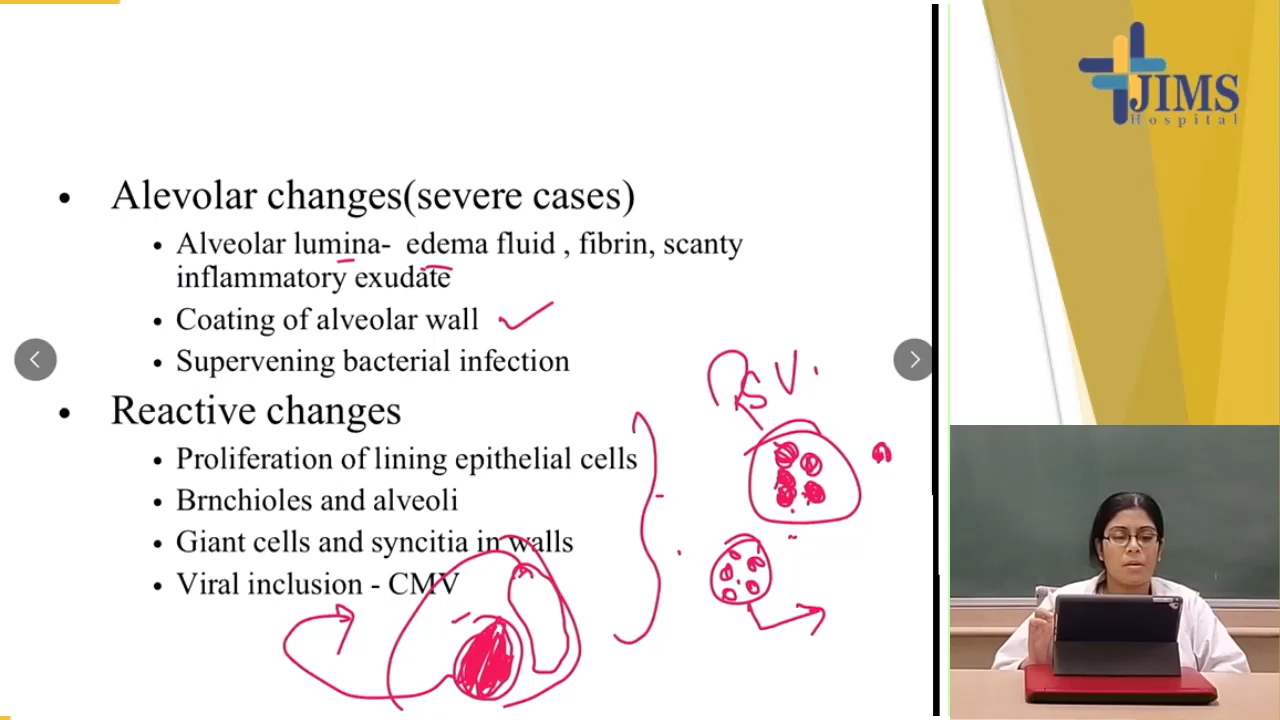 • Alevolar changes(severe cases)
• Alveolar lumina- edema fluid , fibrin, scanty
inflammatory exudate
• Coating of alveolar wall
• Supervening bacterial infection
• Reactive changes
• Proliferation of lining epithelial cells
• Brnchioles and alveoli
• Giant cells and syncitia in walls
• Viral inclusion - CMV
RSV.
JIMS
Hospital